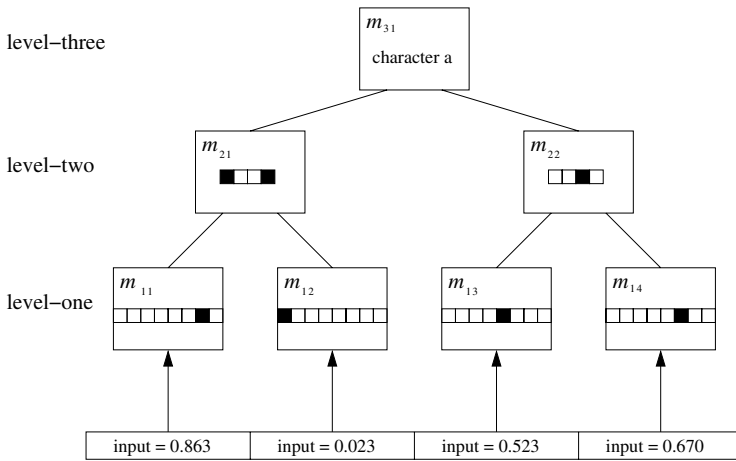 m31
level-three
character a
m21
m22
level-two
m11
m12
m13
m14
level-one
input = 0.863
input = 0.023
input = 0.523
input = 0.670